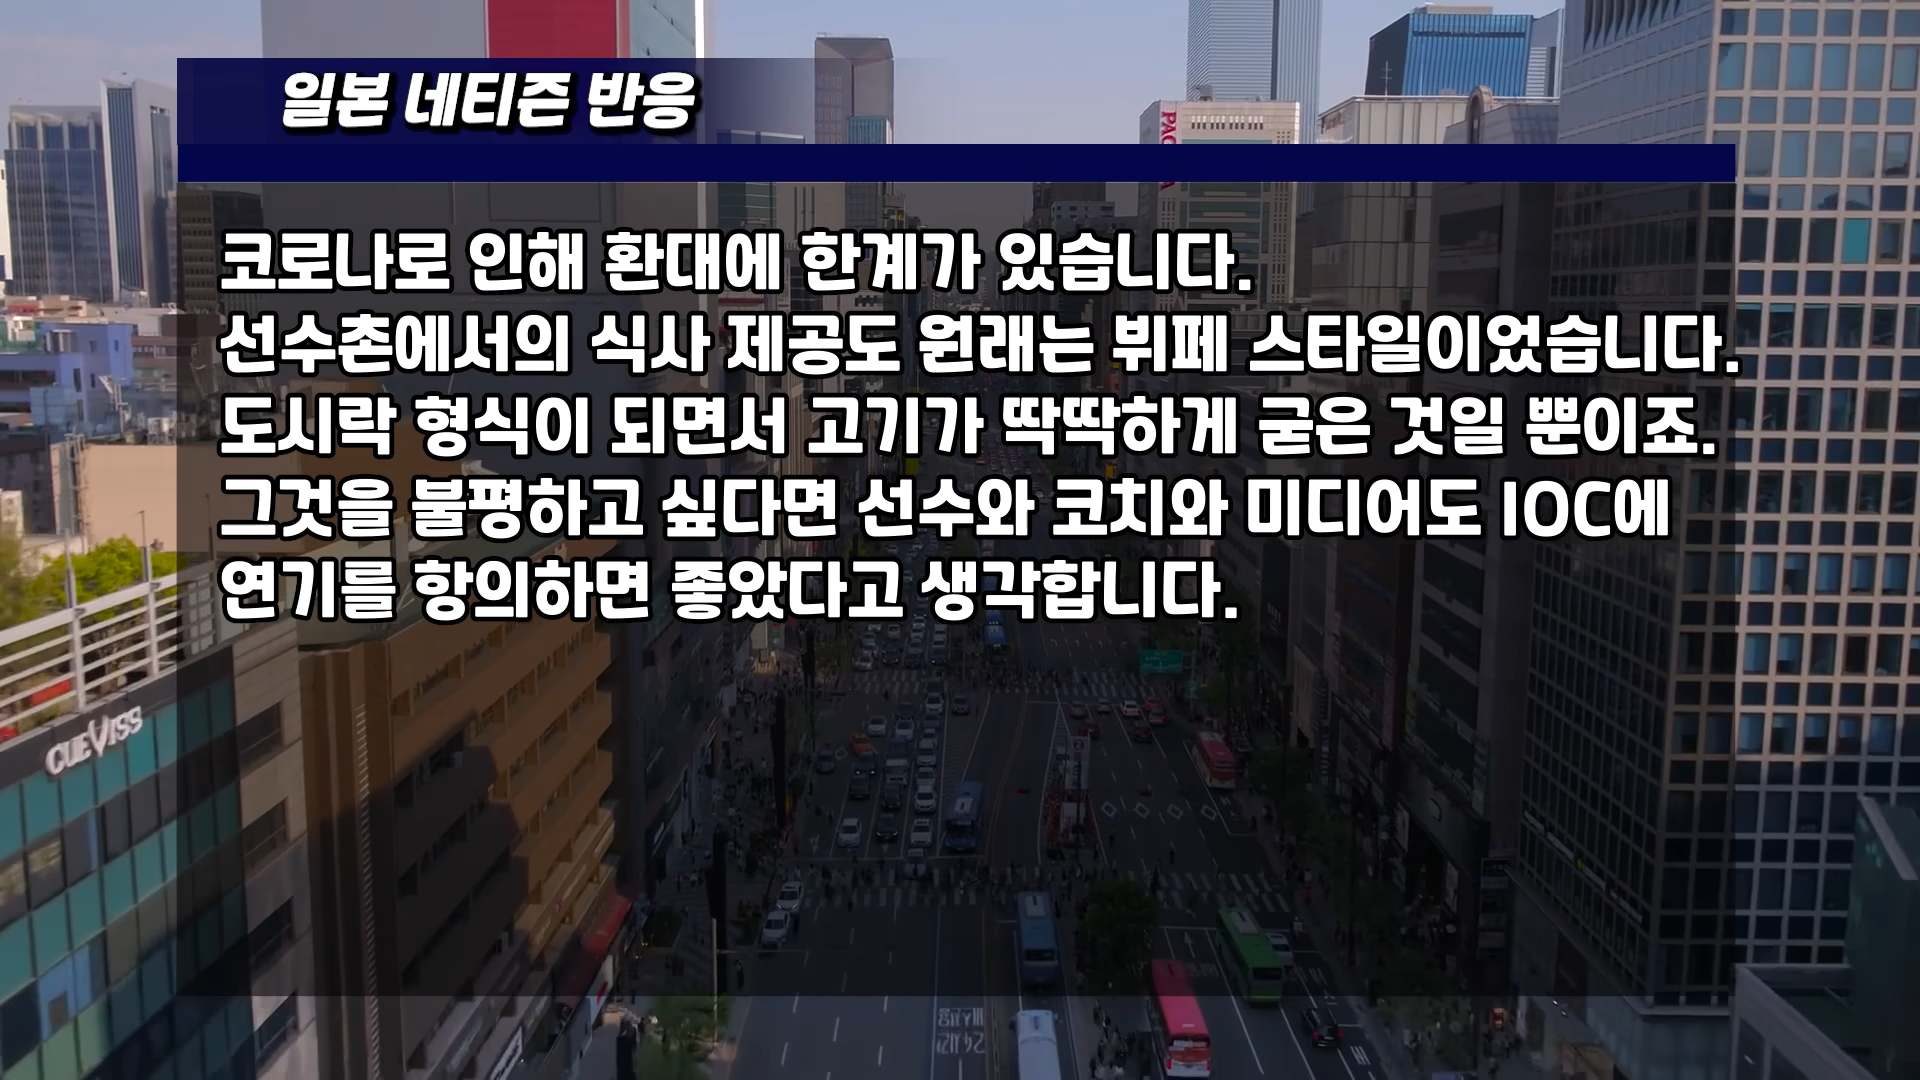 일본 네티즌 반응
코로나로 인해 환대에 한계가 있습니다.
선수촌에서의 식사 제공도 원래는 뷔페 스타일이었습니다.
도시락 형식이 되면서 고기가 딱딱하게 굳은 것일 뿐이죠.
그것을 불평하고 싶다면 선수와 코치와 미디어도 IOC에
연기를 항의하면 좋았다고 생각합니다.
CUEVISS